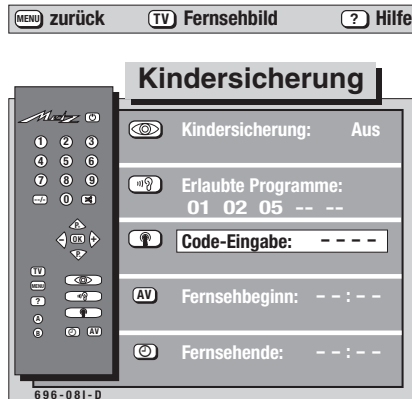 MENU zurück TV Fernsehbild ? Hilfe
Kindersicherung
Metz
1 2 3
4 5 6
7 8 9
--/- 0
P+
- OK +
P-
TV
MENU
?
A
B AV
Kindersicherung: Aus
Erlaubte Programme:
01 02 05 -- --
Code-Eingabe: - - - -
AV Fernsehbeginn: - - : - -
Fernsehende: - - : - -
696-081-D